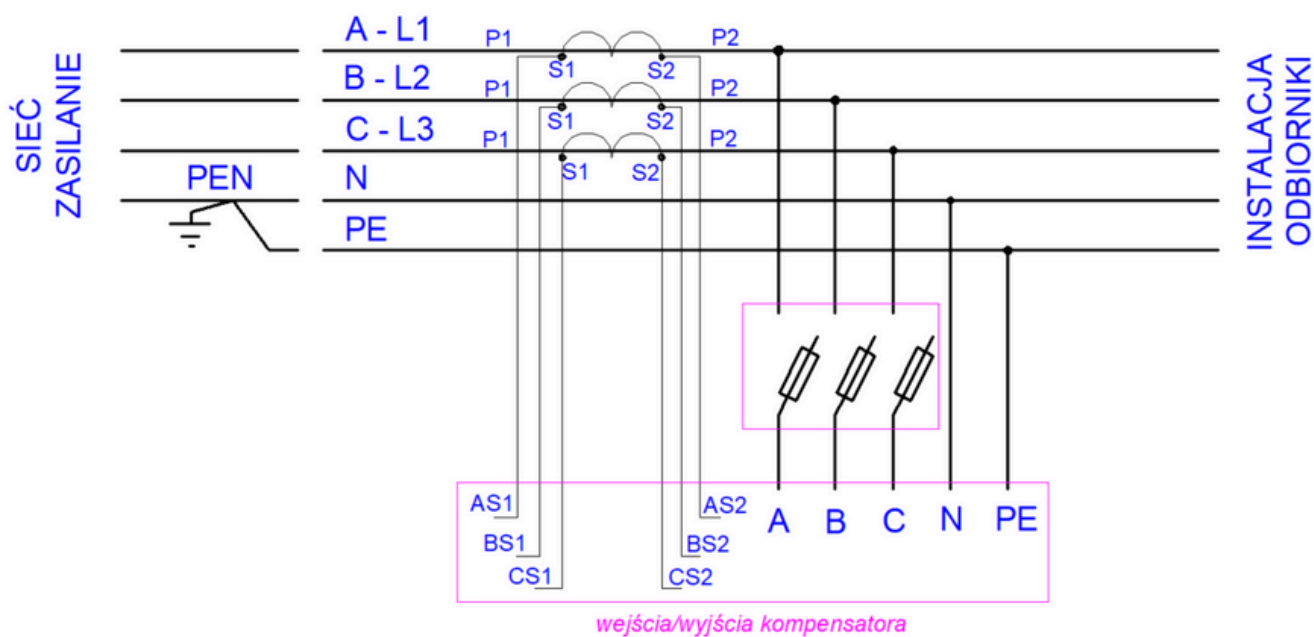 SIEĆ
ZASILANIE
A - L1
P1
S1
S2
P2
B - L2
P1
S1
S2
P2
C - L3
P1
S1
S2
P2
PEN
N
PE
INSTALACJA
ODBIORNIKI
AS1
BS1
CS1
AS2
BS2
CS2
A B C N PE
wejścia/wyjścia kompensatora